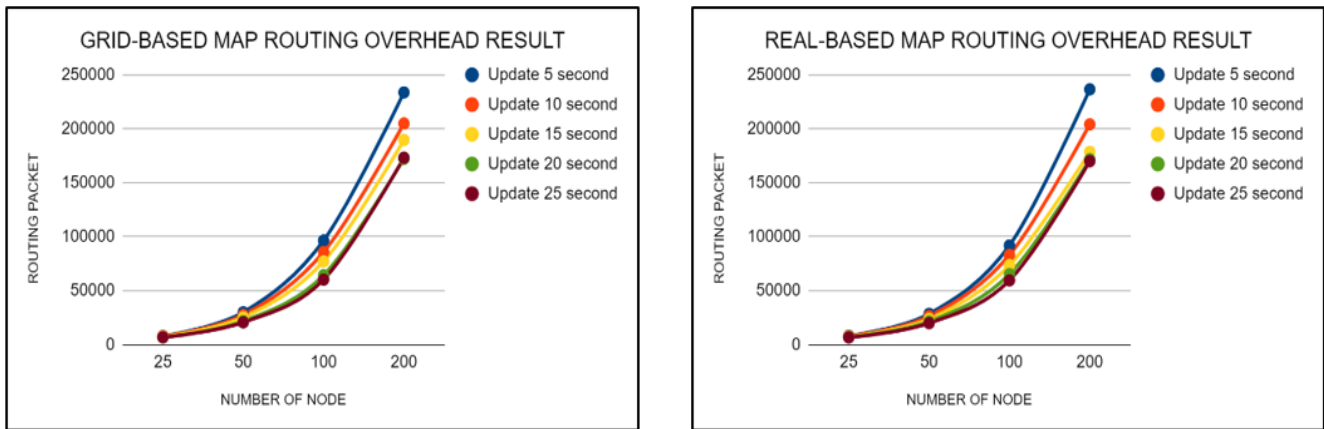 GRID-BASED MAP ROUTING OVERHEAD RESULT
250000
200000
150000
100000
50000
0
ROUTING PACKET
25 50 100 200
NUMBER OF NODE
Update 5 second
Update 10 second
Update 15 second
Update 20 second
Update 25 second
REAL-BASED MAP ROUTING OVERHEAD RESULT
250000
200000
150000
100000
50000
0
ROUTING PACKET
25 50 100 200
NUMBER OF NODE
Update 5 second
Update 10 second
Update 15 second
Update 20 second
Update 25 second